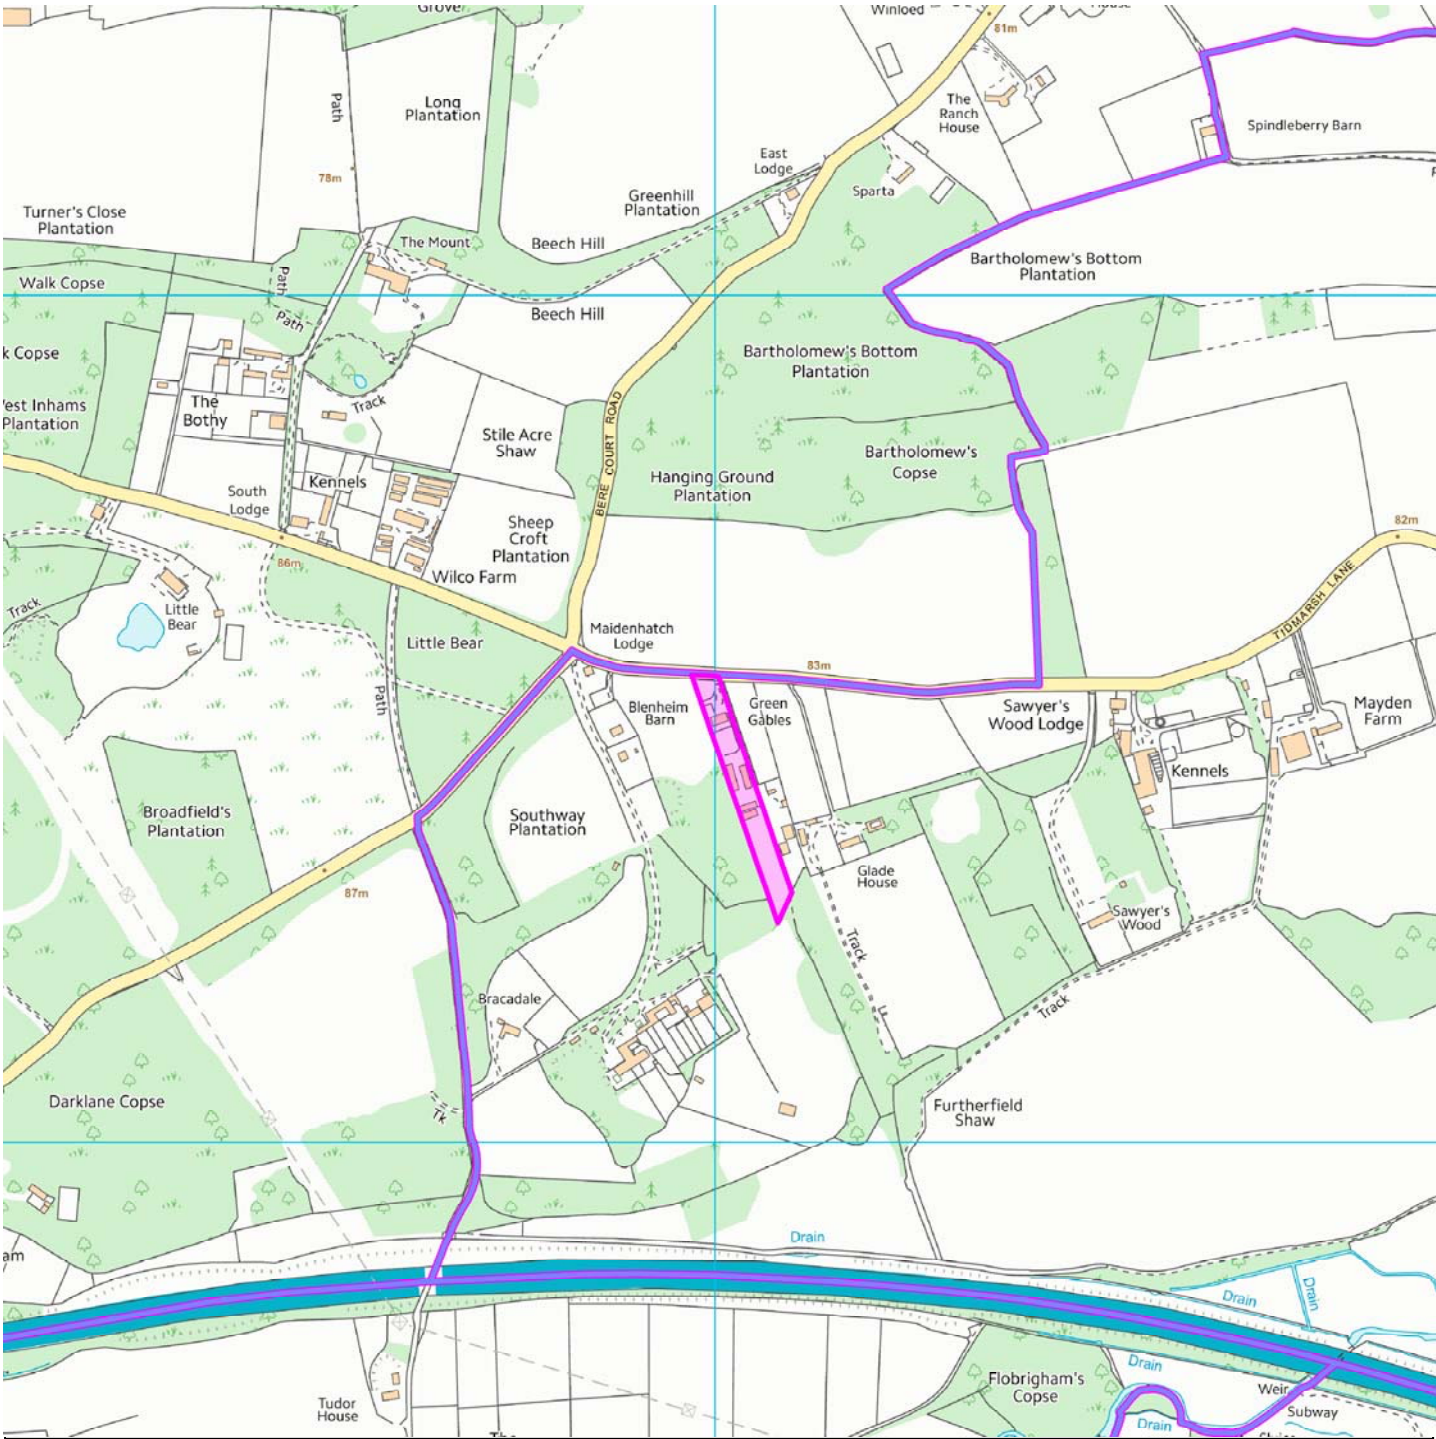 Grove
Winloed
81m
Path
Long
Plantation
The
Ranch
House
Spindleberry Barn
East
Lodge
78m
Sparta
Greenhill
Plantation
Turner's Close
Plantation
The Mount
Beech Hill
Bartholomew's Bottom
Plantation
Walk Copse
Path
Path
Beech Hill
k Copse
Bartholomew's Bottom
Plantation
est Inhams
Plantation
The
Bothy
Track
BERE COURT ROAD
Stile Acre
Shaw
Bartholomew's
Copse
Hanging Ground
Plantation
Kennels
South
Lodge
Sheep
Croft
Plantation
82m
86m
Wilco Farm
TIDMARSH LANE
Track
Little
Bear
Maidenhatch
Lodge
Little Bear
83m
Path
Blenheim
Barn
Green
Gables
Sawyer's
Wood Lodge
Mayden
Farm
Kennels
Broadfield's
Plantation
Southway
Plantation
87m
Glade
House
Sawyer's
Wood
Track
Bracadale
Track
Darklane Copse
Tk
Furtherfield
Shaw
Drain
am
Drain
Drain
Drain
Flobrigham's
Copse
Weir
Tudor
House
Subway
Drain
The